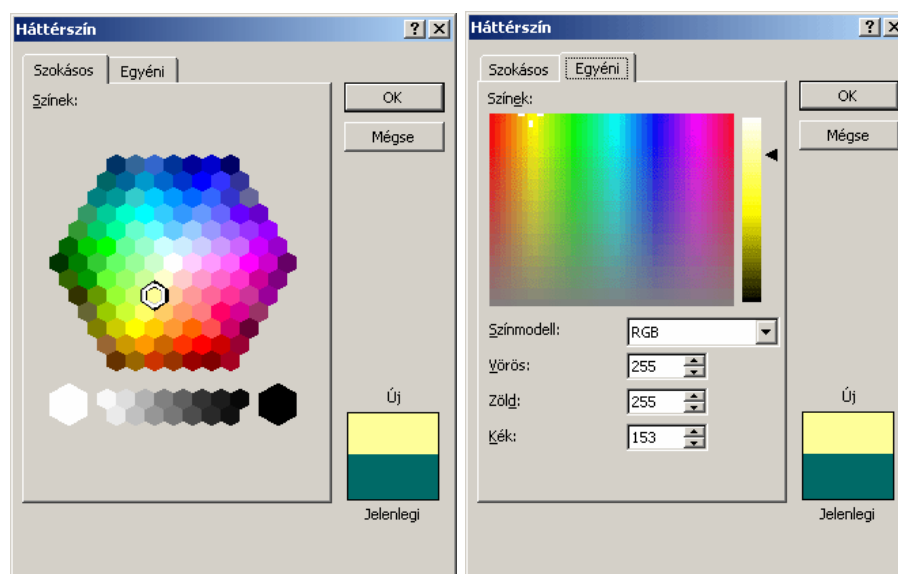 Háttérszín
Szokásos
Egyéni
Színek:
OK
Mégse
Új
Jelenlegi
Háttérszín
Szokásos
Egyéni
Színek:
OK
Mégse
Színmodell:
RGB
Vörös:
255
Zöld:
255
Kék:
153
Új
Jelenlegi